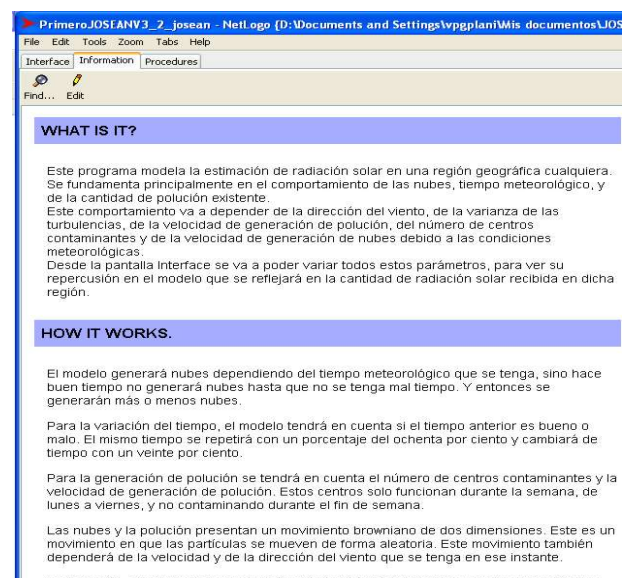 PrimeroJOSEANV3_2_josean - NetLogo {D:\Documents and Settings\vpgplani\Mis documentos\JOS
File Edit Tools Zoom Tabs Help
Interface Information Procedures
Find... Edit
WHAT IS IT?
Este programa modela la estimación de radiación solar en una región geográfica cualquiera.
Se fundamenta principalmente en el comportamiento de las nubes, tiempo meteorológico, y
de la cantidad de polución existente.
Este comportamiento va a depender de la dirección del viento, de la varianza de las
turbulencias, de la velocidad de generación de polución, del número de centros
contaminantes y de la velocidad de generación de nubes debido a las condiciones
meteorológicas.
Desde la pantalla Interface se va a poder variar todos estos parámetros, para ver su
repercusión en el modelo que se reflejará en la cantidad de radiación solar recibida en dicha
región.
HOW IT WORKS.
El modelo generará nubes dependiendo del tiempo meteorológico que se tenga, sino hace
buen tiempo no generará nubes hasta que no se tenga mal tiempo. Y entonces se
generarán más o menos nubes.
Para la variación del tiempo, el modelo tendrá en cuenta si el tiempo anterior es bueno o
malo. El mismo tiempo se repetirá con un porcentaje del ochenta por ciento y cambiará de
tiempo con un veinte por ciento.
Para la generación de polución se tendrá en cuenta el número de centros contaminantes y la
velocidad de generación de polución. Estos centros solo funcionan durante la semana, de
lunes a viernes, y no contaminando durante el fin de semana.
Las nubes y la polución presentan un movimiento browniano de dos dimensiones. Este es un
movimiento en que las partículas se mueven de forma aleatoria. Este movimiento también
dependerá de la velocidad y de la dirección del viento que se tenga en ese instante.